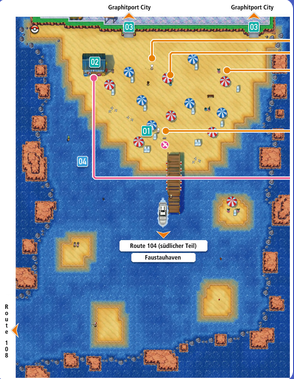 Graphitport City Graphitport City
03 03
02
01
04
Route 104 (südlicher Teil)
Faustauhaven
Route 108